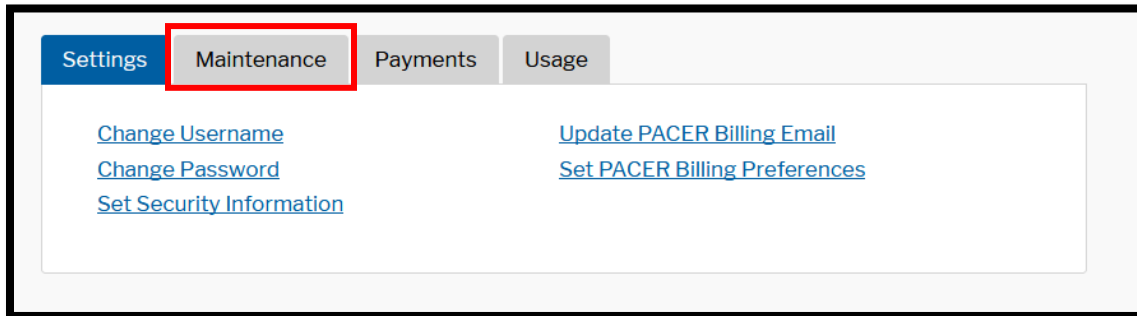 Settings Maintenance Payments Usage
Change Username
Change Password
Set Security Information
Update PACER Billing Email
Set PACER Billing Preferences